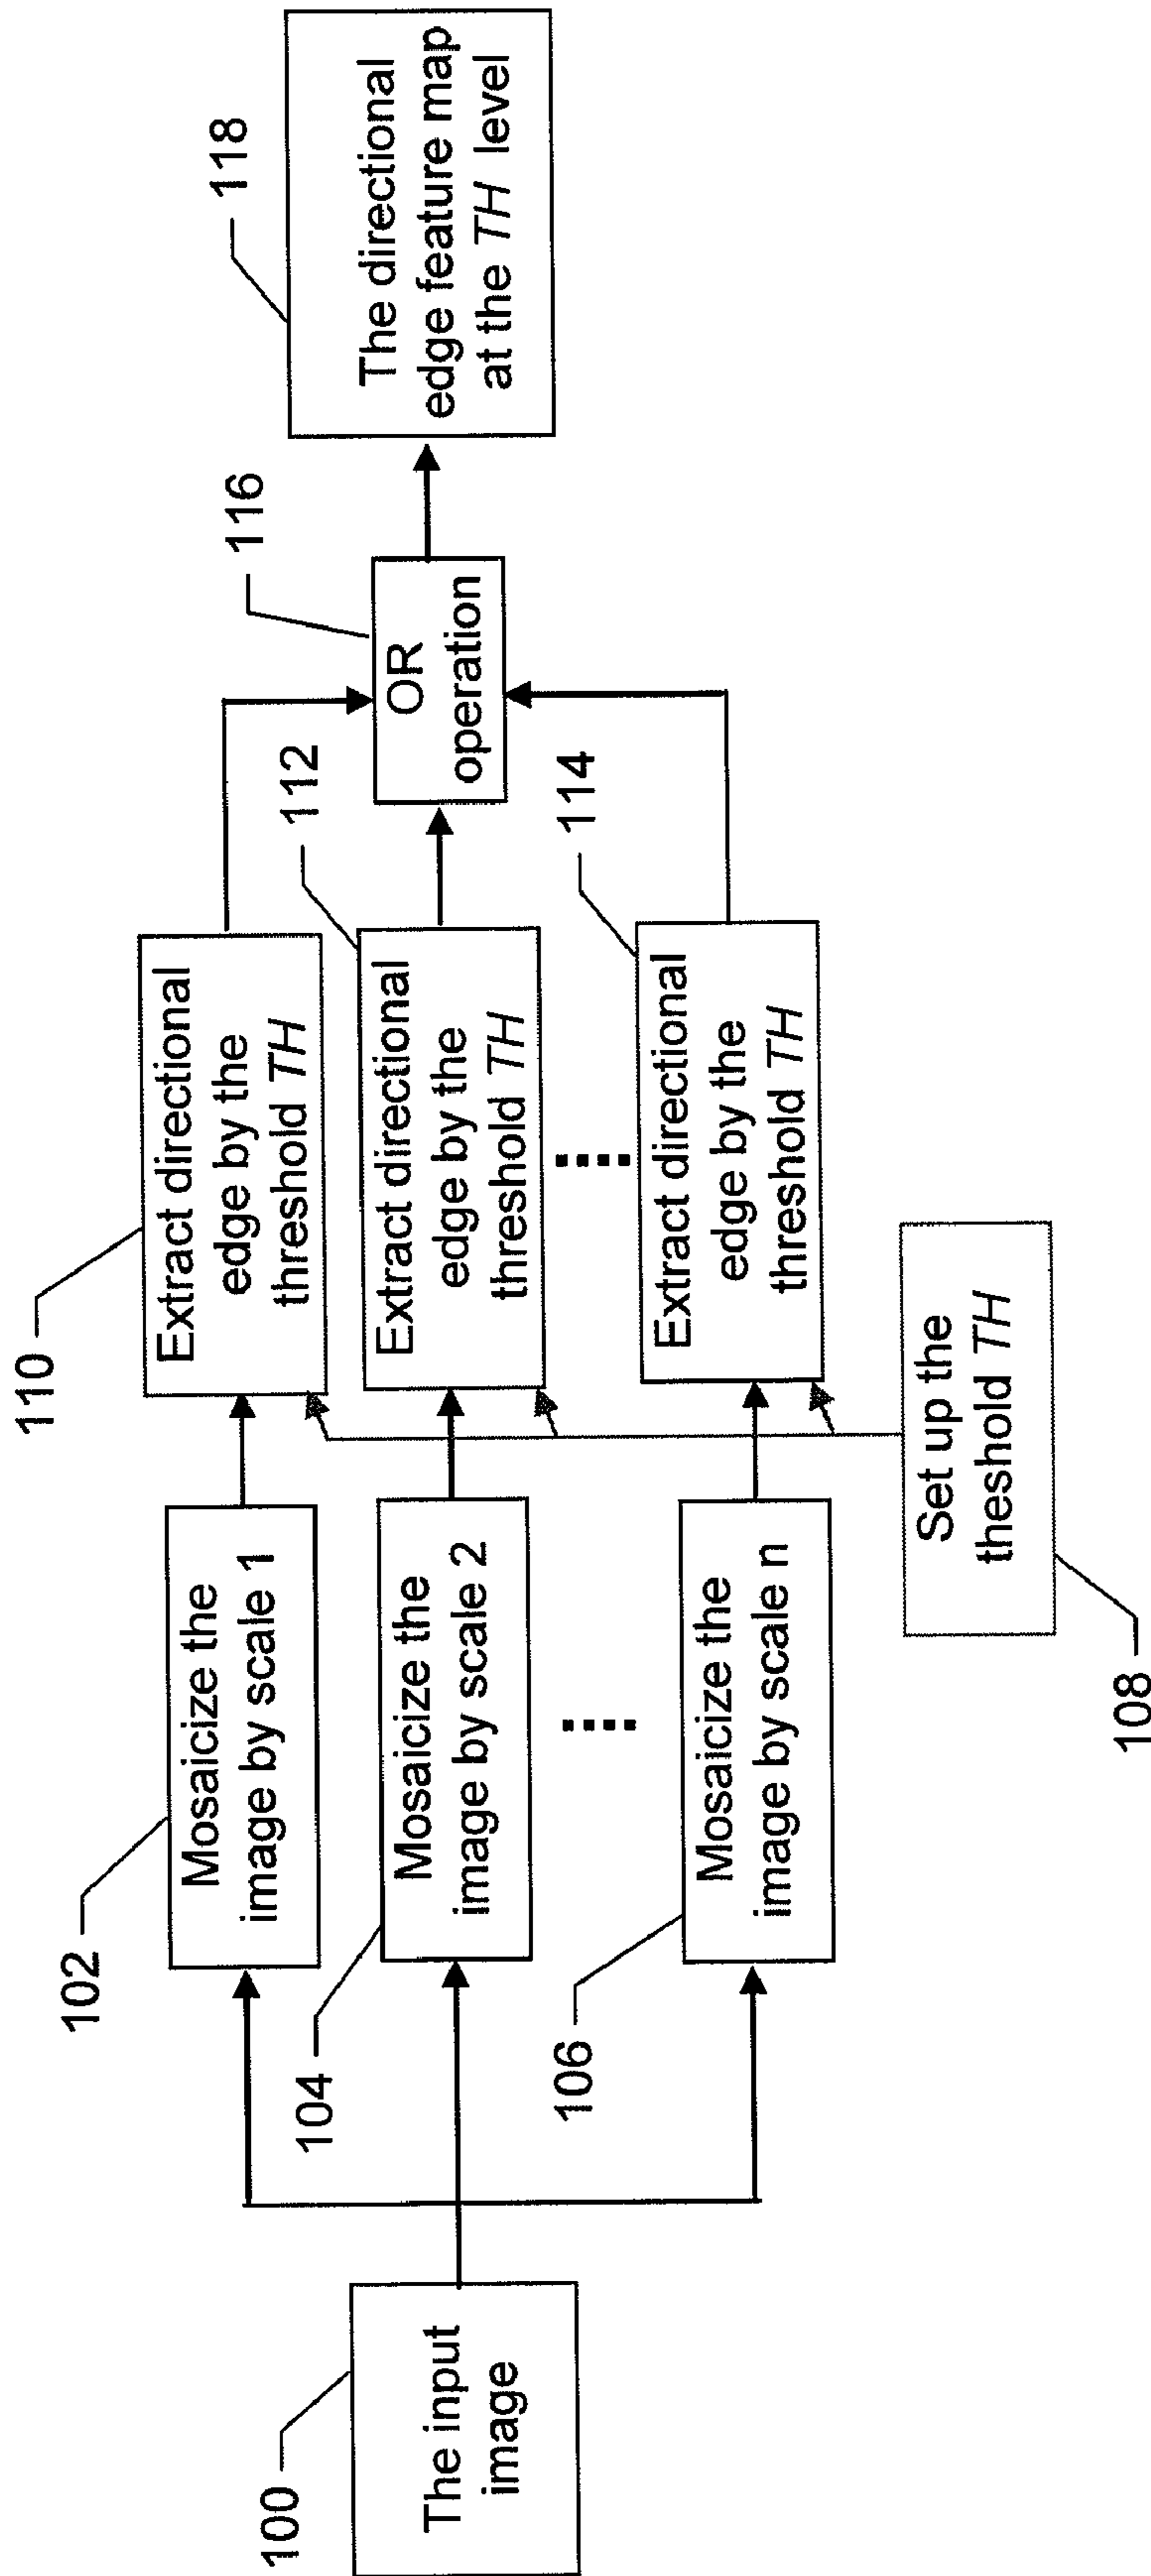 100
The input
image
102
Mosaicize the
image by scale 1
104
Mosaicize the
image by scale 2
106
Mosaicize the
image by scale n
108
Set up the
theshold TH
110
Extract directional
edge by the
threshold TH
112
Extract directional
edge by the
threshold TH
114
Extract directional
edge by the
threshold TH
116
OR
operation
118
The directional
edge feature map
at the TH level